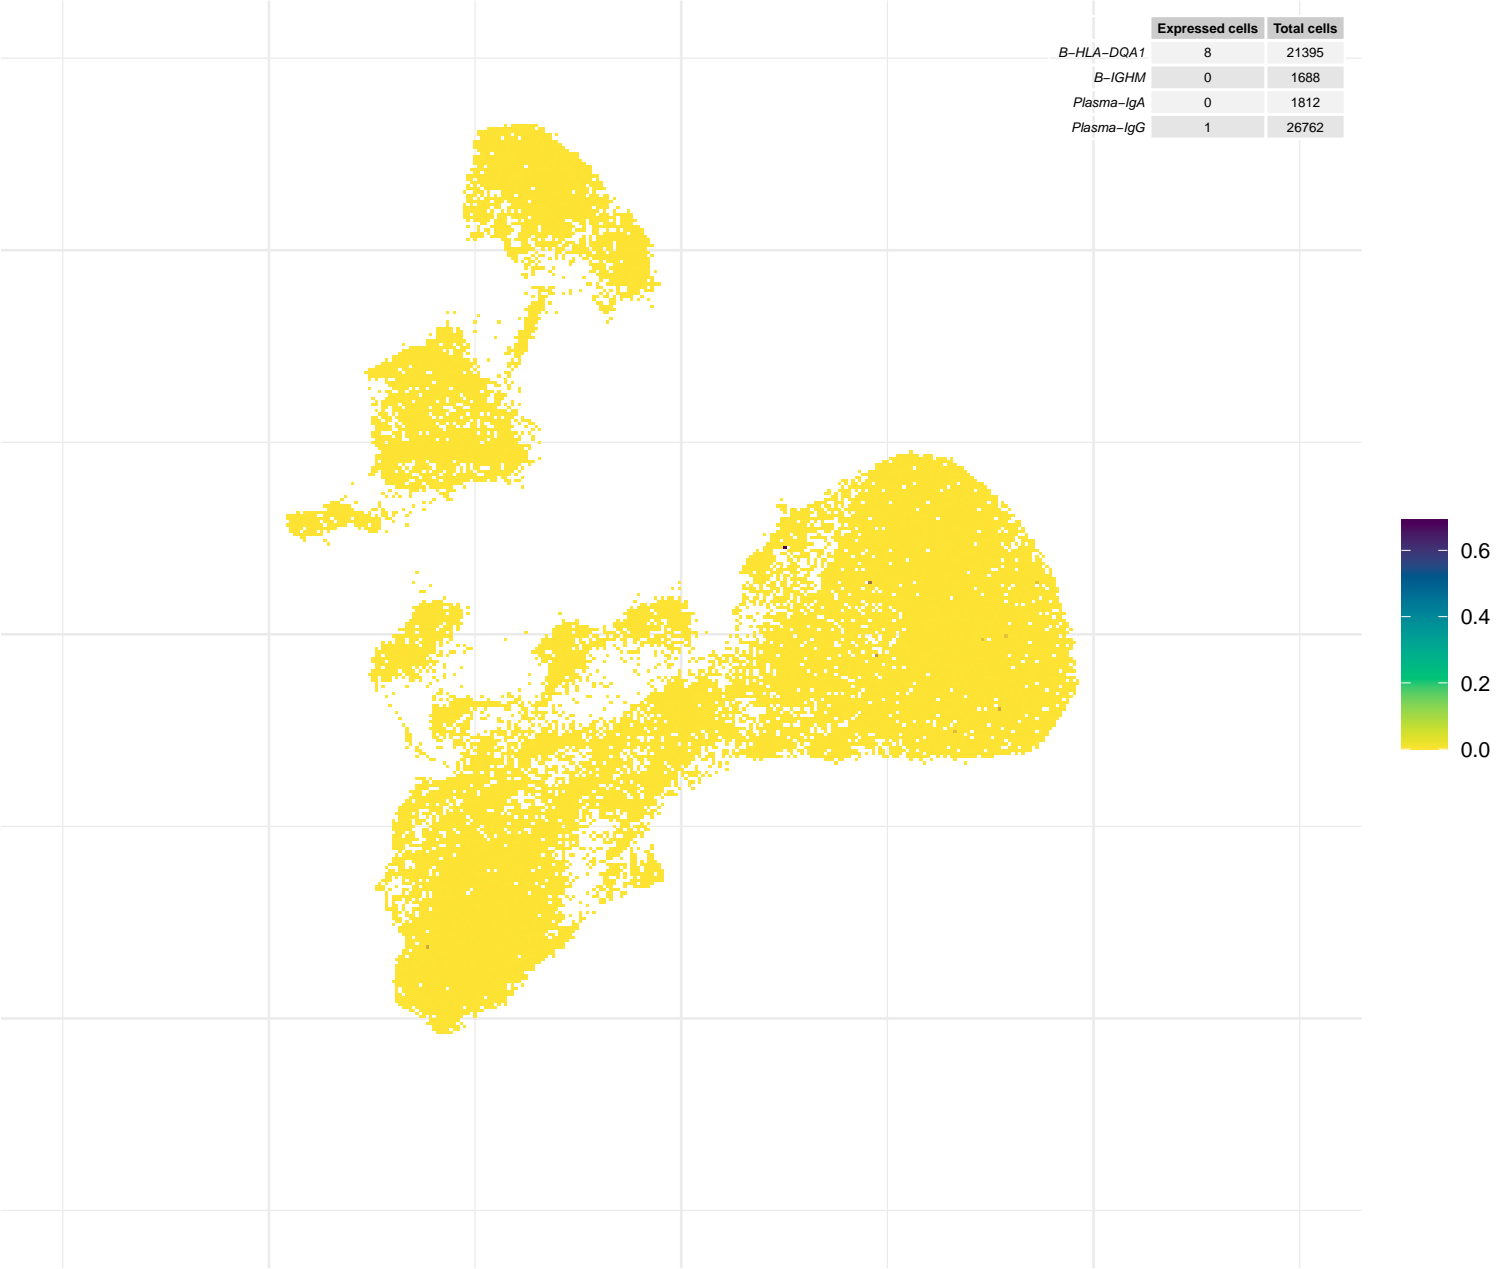 Expressed cells Total cells
B−HLA−DQA1 8 21395
B−IGHM 0 1688
Plasma−IgA 0 1812
Plasma−IgG 1 26762
0.6
0.4
0.2
0.0